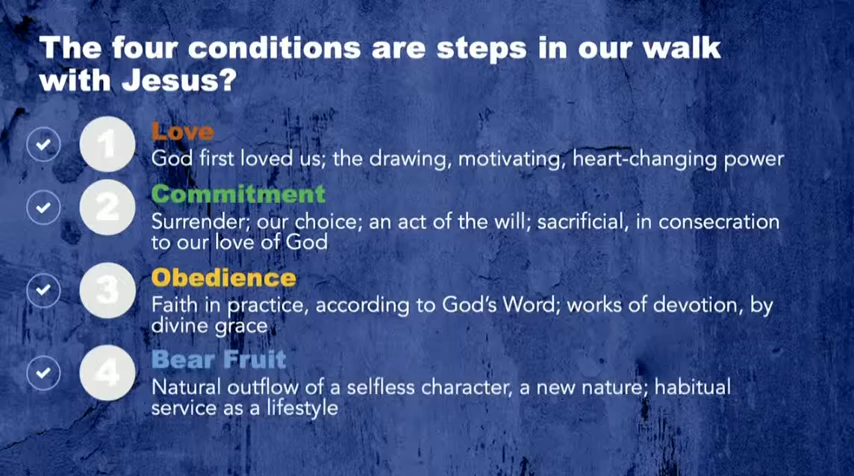 The four conditions are steps in our walk
with Jesus?
1
Love
God first loved us; the drawing, motivating, heart-changing power
2
Commitment
Surrender; our choice; an act of the will; sacrificial, in consecration
to our love of God
3
Obedience
Faith in practice, according to God's Word; works of devotion, by
divine grace
4
Bear Fruit
Natural outflow of a selfless character, a new nature; habitual
service as a lifestyle